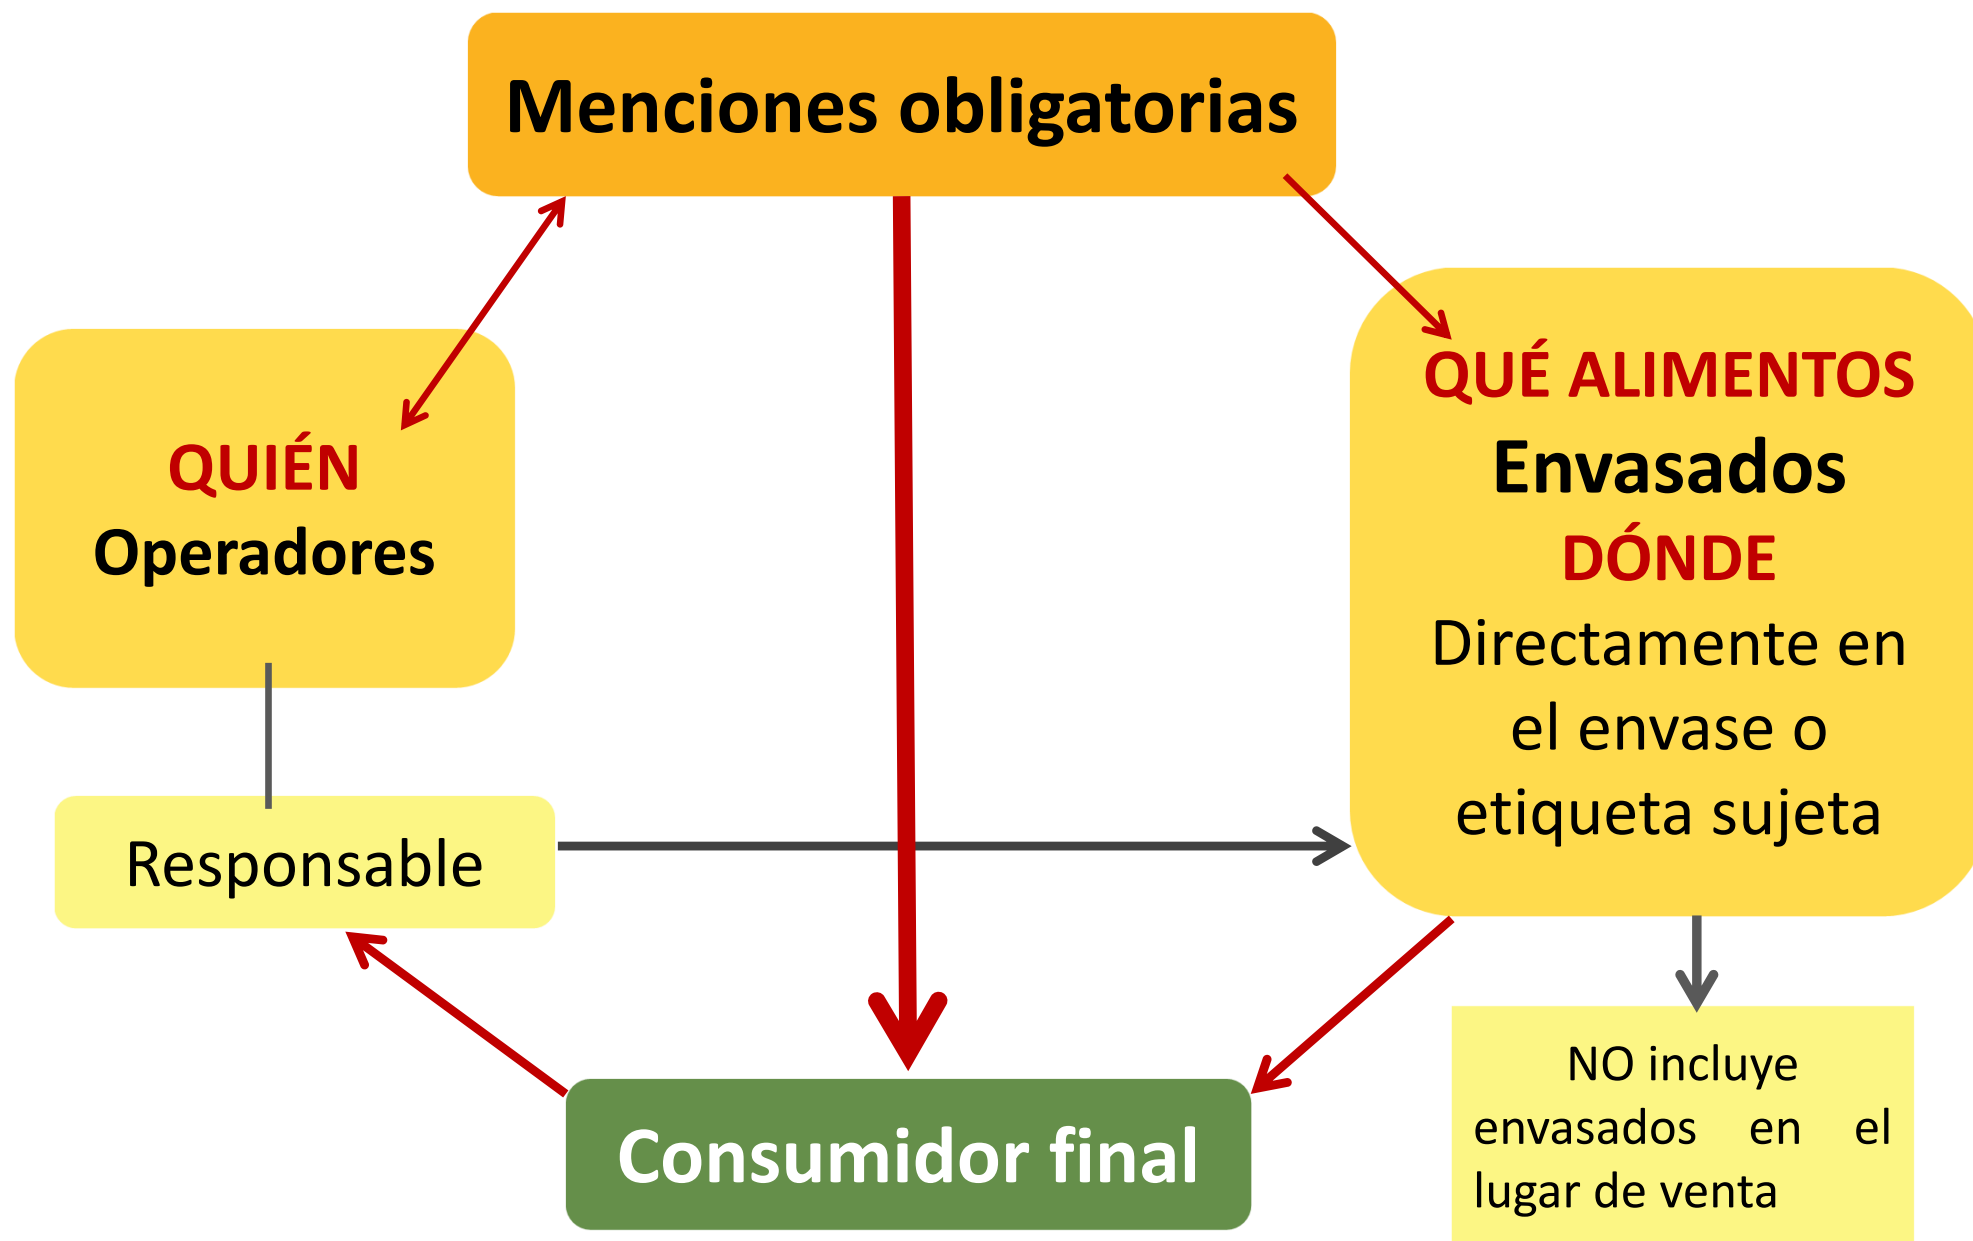 Menciones obligatorias
QUIÉN
Operadores
QUÉ ALIMENTOS
Envasados
DÓNDE
Directamente en
el envase o
etiqueta sujeta
Responsable
Consumidor final
NO incluye
envasados en el
lugar de venta